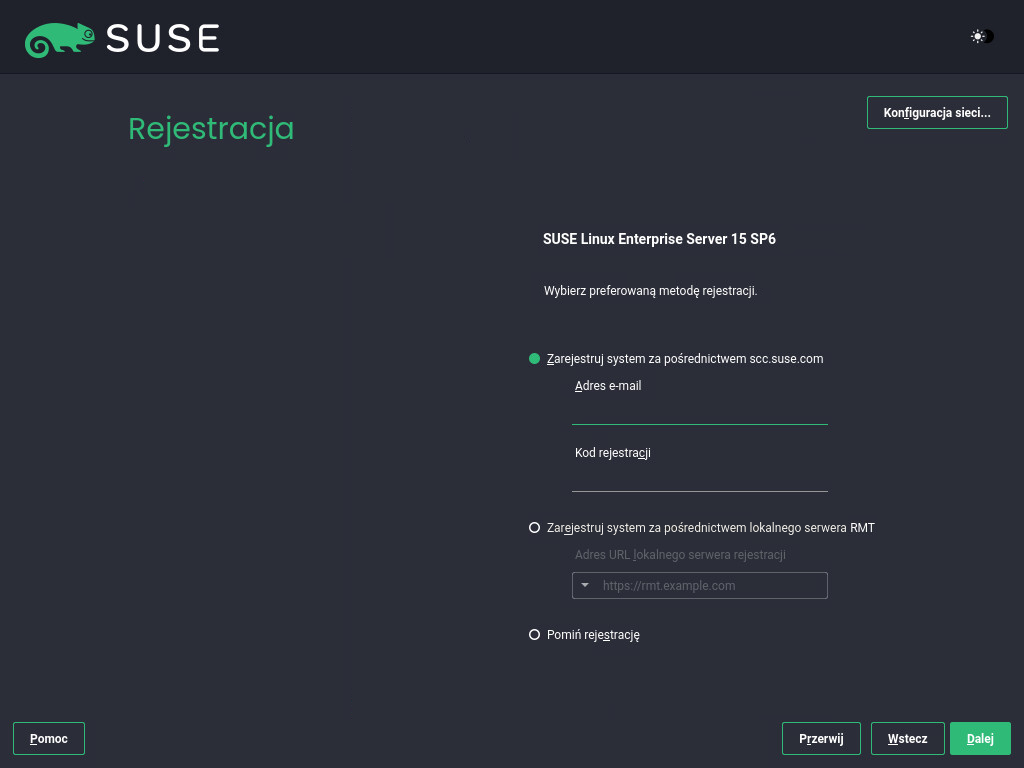 SUSE
Konfiguracja sieci...
Rejestracja
SUSE Linux Enterprise Server 15 SP6
Wybierz preferowaną metodę rejestracji.
Zarejestruj system za pośrednictwem scc.suse.com
Adres e-mail
Kod rejestracji
Zarejestruj system za pośrednictwem lokalnego serwera RMT
Adres URL lokalnego serwera rejestracji
https://rmt.example.com
Pomiń rejestrację
Pomoc
Przerwij
Wstecz
Dalej